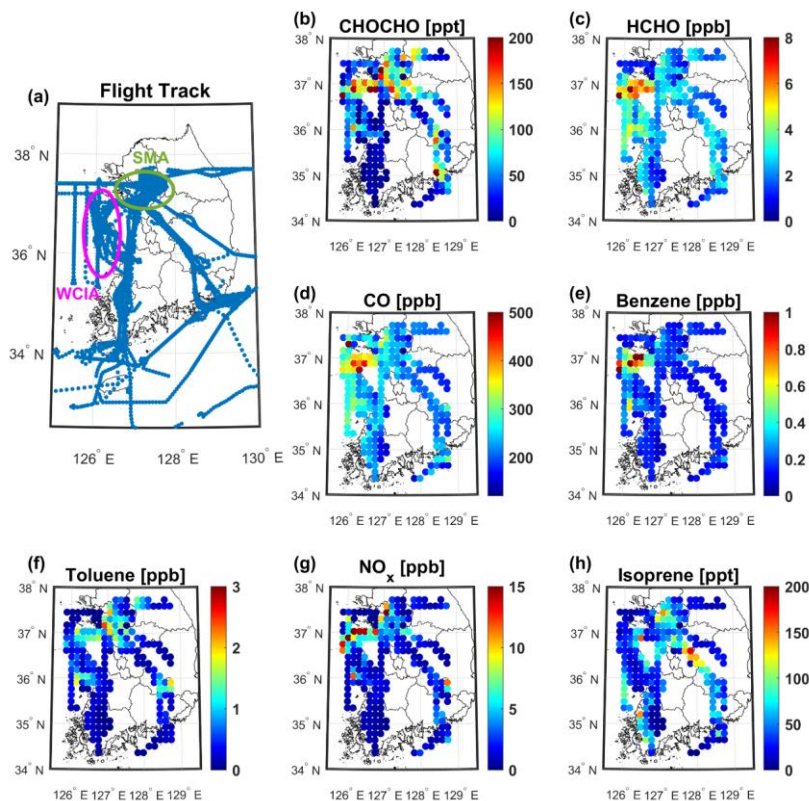 (a)
Flight Track
38° N
36° N
34° N
126° E
128° E
130° E
SMA
WCIA
(b)
CHOCHO [ppt]
38° N
37° N
36° N
35° N
34° N
126° E
127° E
128° E
129° E
200
150
100
50
0
(c)
HCHO [ppb]
38° N
37° N
36° N
35° N
34° N
126° E
127° E
128° E
129° E
8
6
4
2
0
(d)
CO [ppb]
38° N
37° N
36° N
35° N
34° N
126° E
127° E
128° E
129° E
500
400
300
200
(e)
Benzene [ppb]
38° N
37° N
36° N
35° N
34° N
126° E
127° E
128° E
129° E
1
0.8
0.6
0.4
0.2
0
(f)
Toluene [ppb]
38° N
37° N
36° N
35° N
34° N
126° E
127° E
128° E
129° E
3
2
1
0
(g)
NOx [ppb]
38° N
37° N
36° N
35° N
34° N
126° E
127° E
128° E
129° E
15
10
5
0
(h)
Isoprene [ppt]
38° N
37° N
36° N
35° N
34° N
126° E
127° E
128° E
129° E
200
150
100
50
0